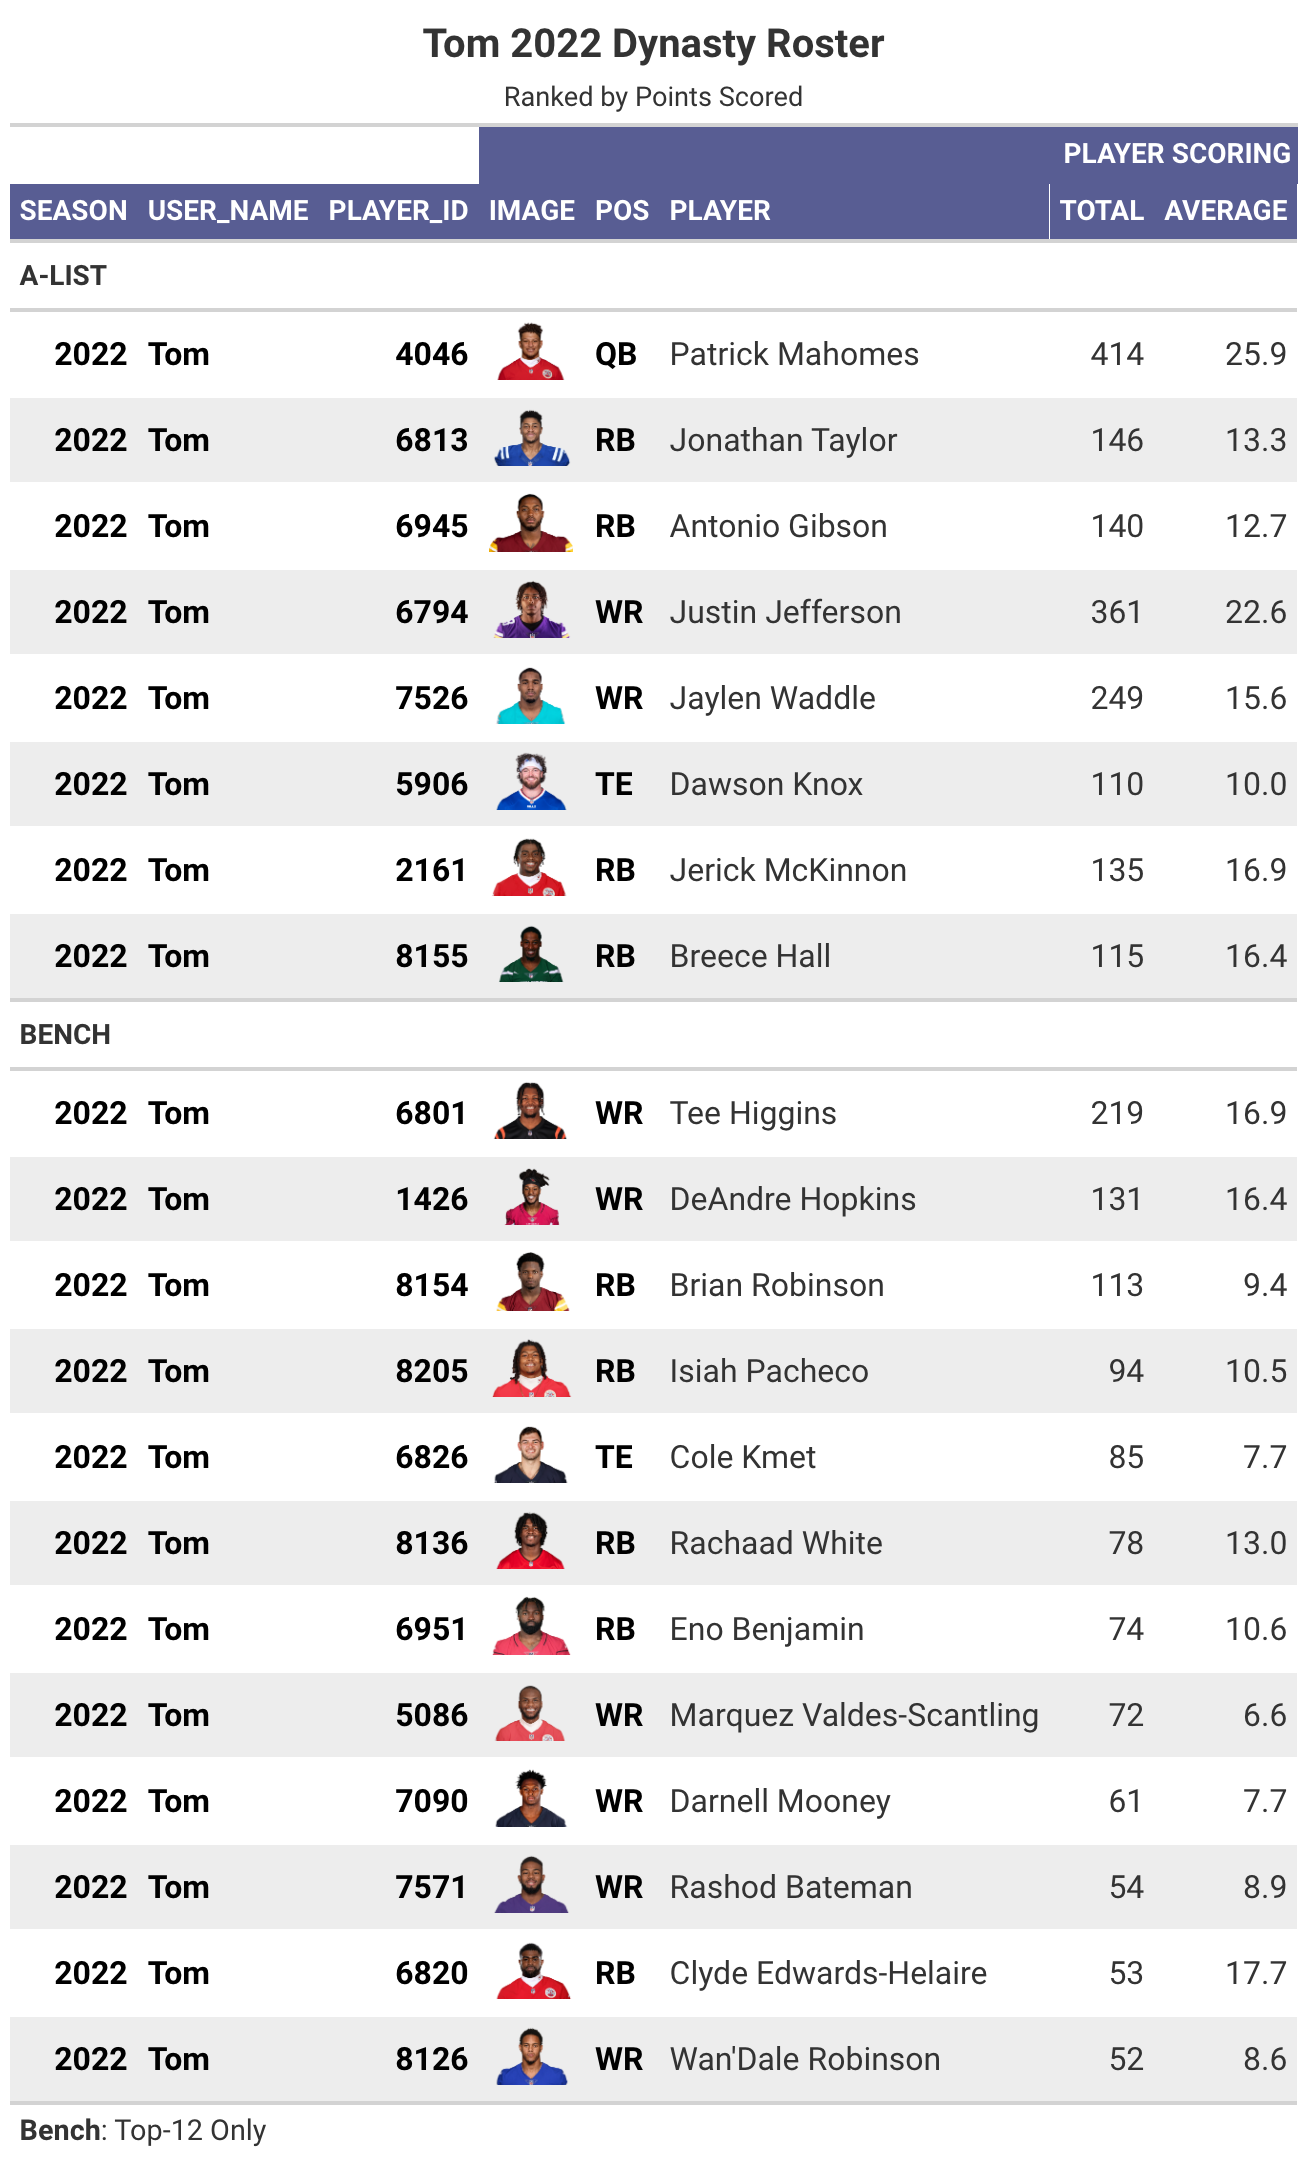 Tom 2022 Dynasty Roster
Ranked by Points Scored
PLAYER SCORING
SEASON USER_NAME PLAYER_ID IMAGE POS PLAYER TOTAL AVERAGE
A-LIST
2022 Tom 4046 QB Patrick Mahomes 414 25.9
2022 Tom 6813 RB Jonathan Taylor 146 13.3
2022 Tom 6945 RB Antonio Gibson 140 12.7
2022 Tom 6794 WR Justin Jefferson 361 22.6
2022 Tom 7526 WR Jaylen Waddle 249 15.6
2022 Tom 5906 TE Dawson Knox 110 10.0
2022 Tom 2161 RB Jerick McKinnon 135 16.9
2022 Tom 8155 RB Breece Hall 115 16.4
BENCH
2022 Tom 6801 WR Tee Higgins 219 16.9
2022 Tom 1426 WR DeAndre Hopkins 131 16.4
2022 Tom 8154 RB Brian Robinson 113 9.4
2022 Tom 8205 RB Isiah Pacheco 94 10.5
2022 Tom 6826 TE Cole Kmet 85 7.7
2022 Tom 8136 RB Rachaad White 78 13.0
2022 Tom 6951 RB Eno Benjamin 74 10.6
2022 Tom 5086 WR Marquez Valdes-Scantling 72 6.6
2022 Tom 7090 WR Darnell Mooney 61 7.7
2022 Tom 7571 WR Rashod Bateman 54 8.9
2022 Tom 6820 RB Clyde Edwards-Helaire 53 17.7
2022 Tom 8126 WR Wan'Dale Robinson 52 8.6
Bench: Top-12 Only